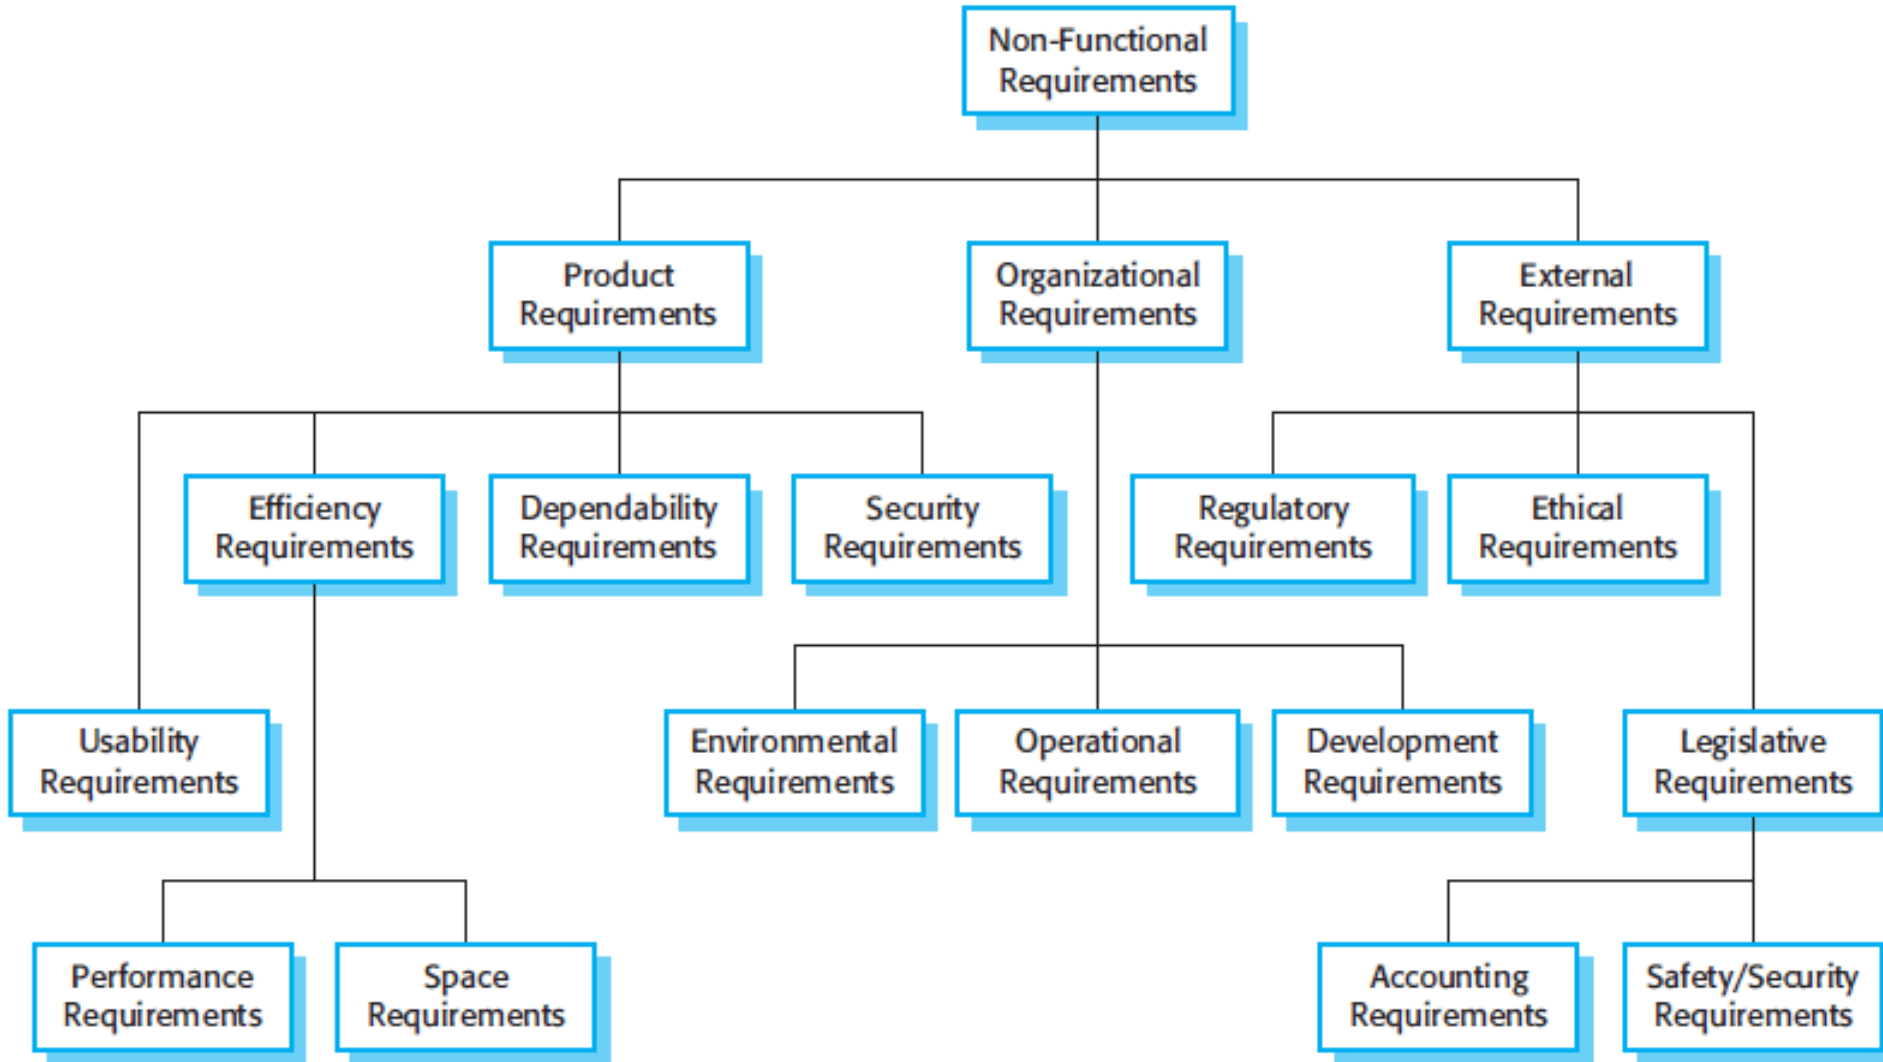 Non-Functional
Requirements
Product
Requirements
Organizational
Requirements
External
Requirements
Efficiency
Requirements
Dependability
Requirements
Security
Requirements
Regulatory
Requirements
Ethical
Requirements
Usability
Requirements
Environmental
Requirements
Operational
Requirements
Development
Requirements
Legislative
Requirements
Performance
Requirements
Space
Requirements
Accounting
Requirements
Safety/Security
Requirements